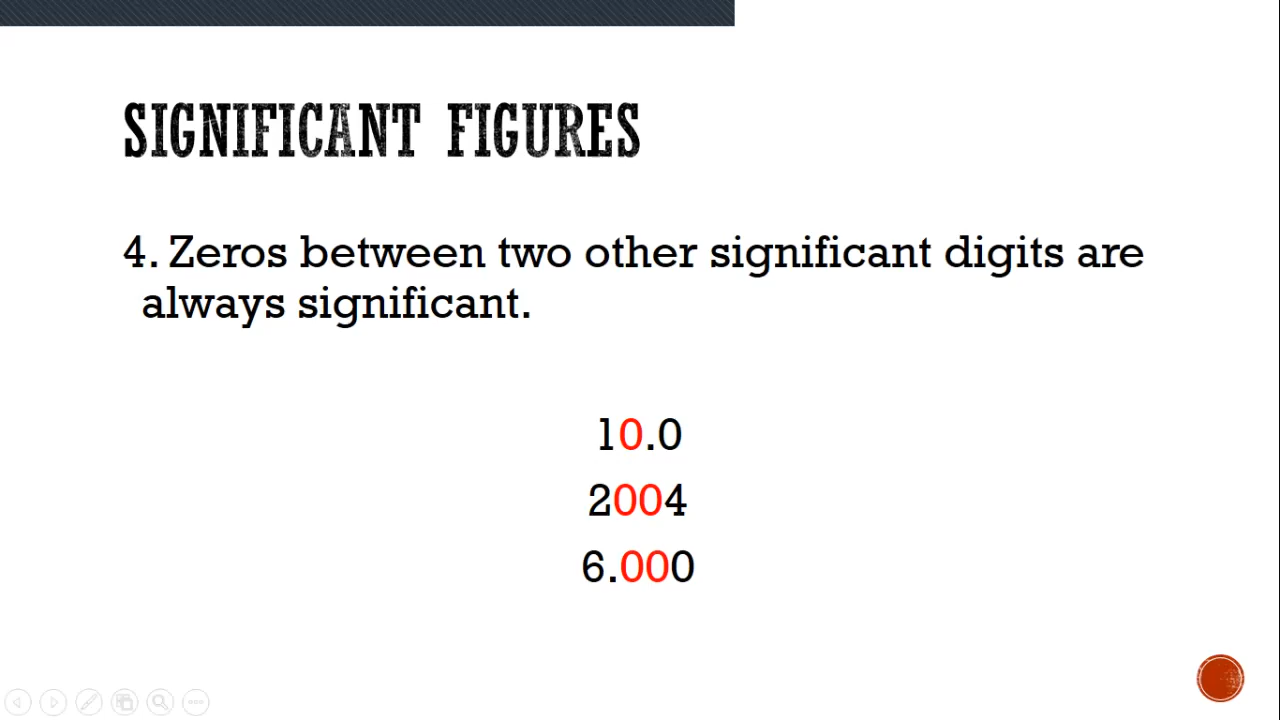 SIGNIFICANT FIGURES
4. Zeros between two other significant digits are
always significant.
10.0
2004
6.000